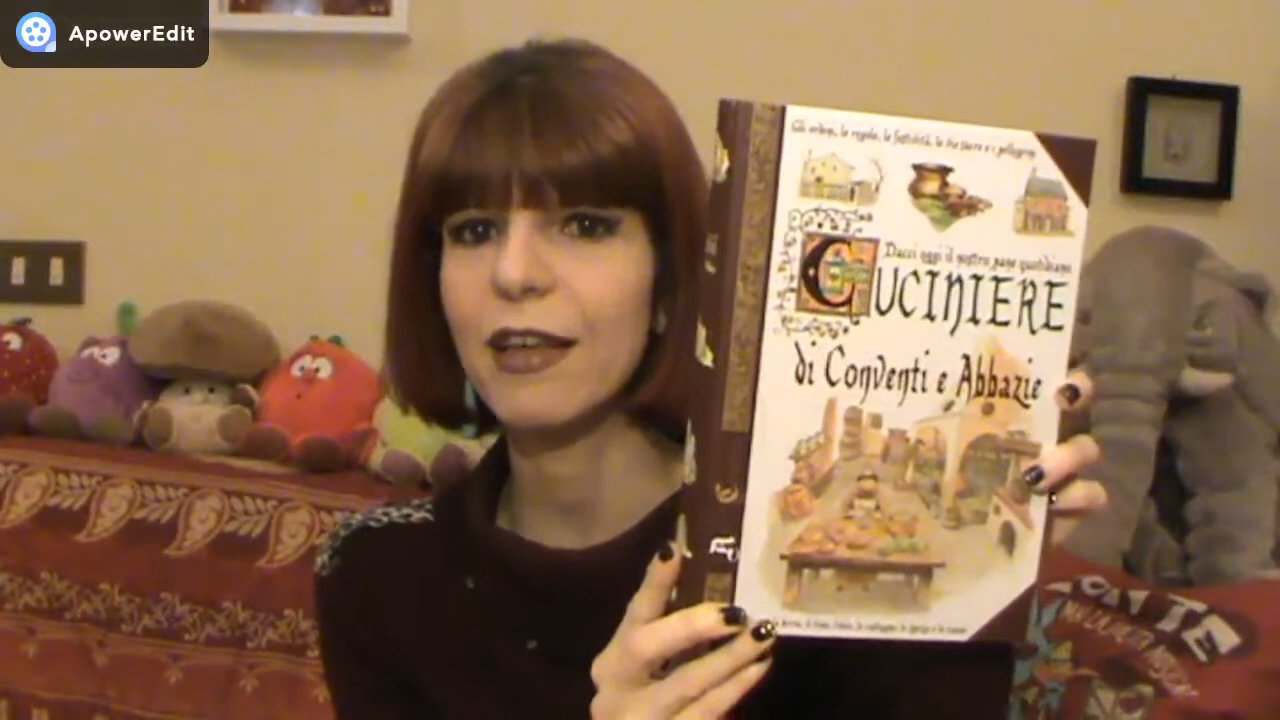 ApowerEdit
Gli ordini, le regole, le festività, le vie sacre e i pellegrini
Dacci oggi il nostro pane quotidiano
CUCINIERE
di Conventi e Abbazie